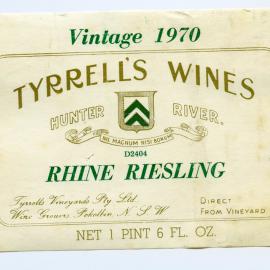 Vintage 1970
TYRRELL'S WINES
HUNTER RIVER.
NIL MAGNUM NISI BONUM
D2404
RHINE RIESLING
Tyrrell's Vineyards Pty Ltd.
Wine Growers, Pokolbin, N.S.W.
DIRECT
FROM VINEYARD
NET 1 PINT 6 FL. OZ.